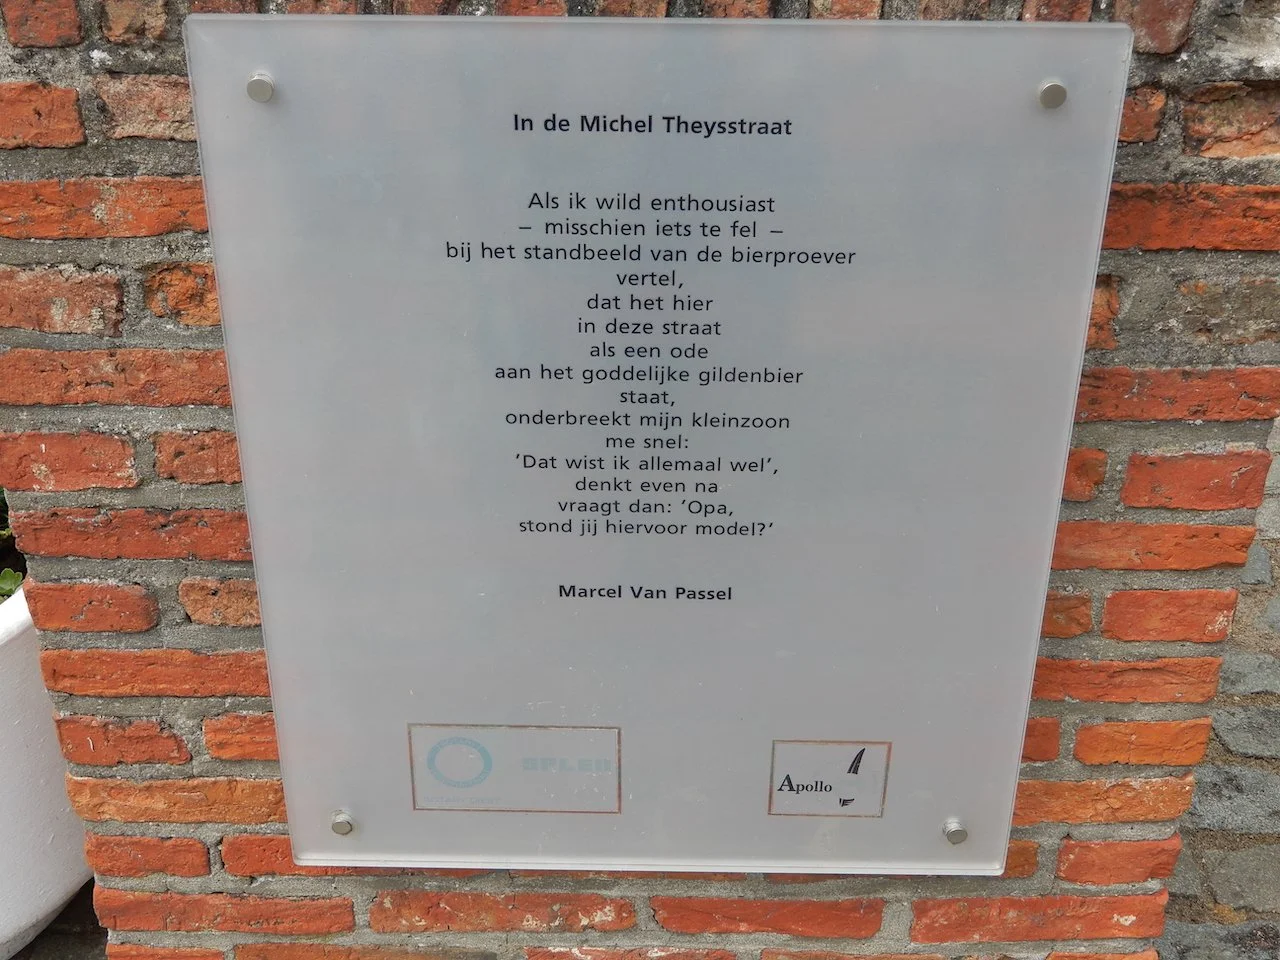 In de Michel Theysstraat
Als ik wild enthousiast
– misschien iets te fel –
bij het standbeeld van de bierproever
vertel,
dat het hier
in deze straat
als een ode
aan het goddelijke gildenbier
staat,
onderbreekt mijn kleinzoon
me snel:
'Dat wist ik allemaal wel',
denkt even na
vraagt dan: 'Opa,
stond jij hiervoor model?'
Marcel Van Passel
Apollo